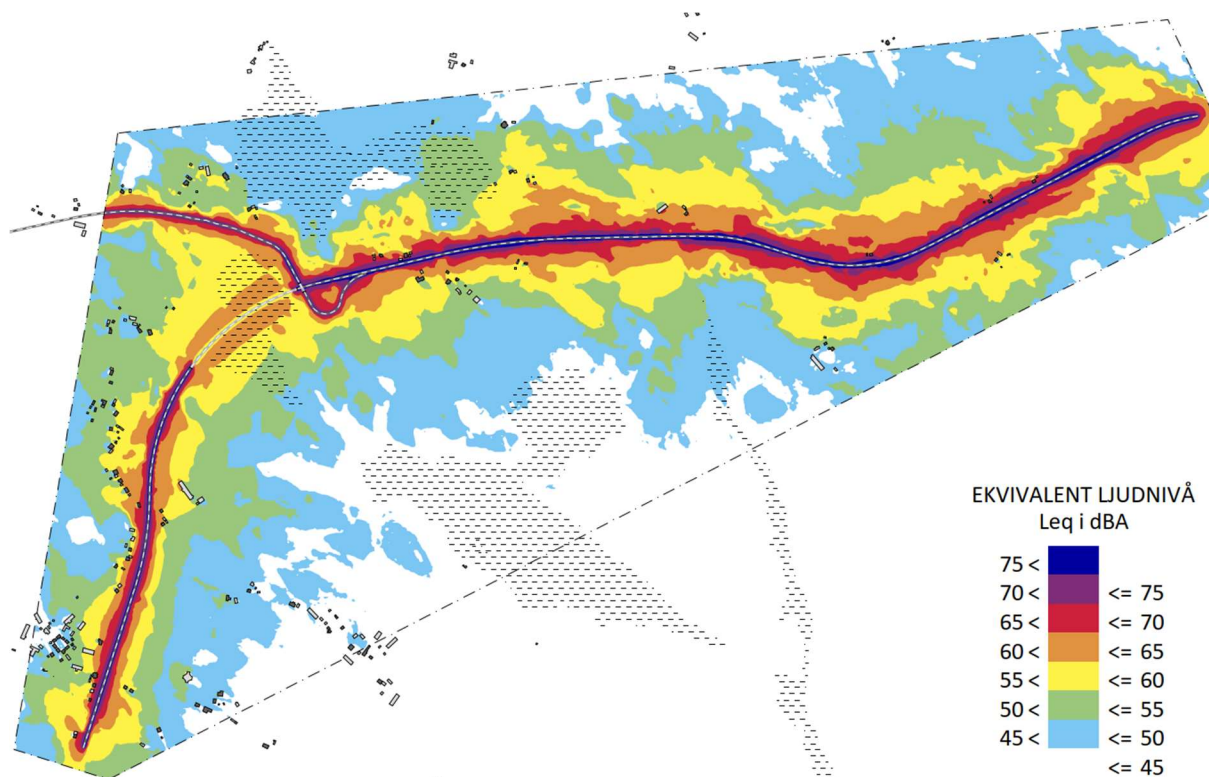 EKVIVALENT LJUDNIVÅ
Leq i dBA
75 <
70 < <= 75
65 < <= 70
60 < <= 65
55 < <= 60
50 < <= 55
45 < <= 50
<= 45